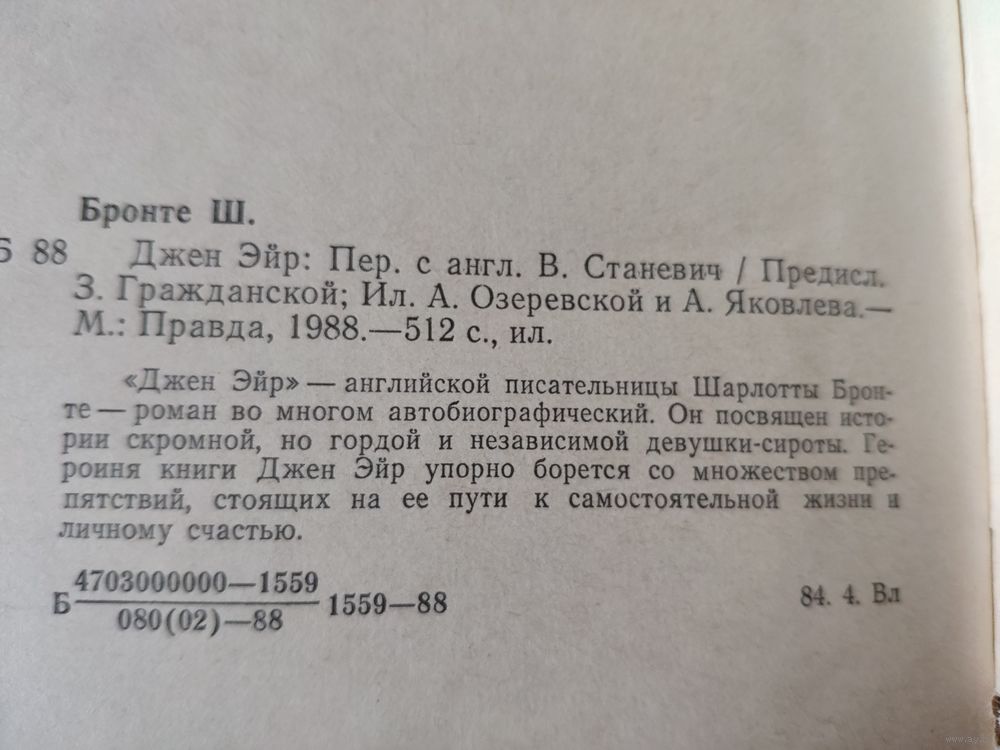 Бронте Ш.
Б 88 Джен Эйр: Пер. с англ. В. Станевич / Предисл.
З. Гражданской; Ил. А. Озеревской и А. Яковлева.—
М.: Правда, 1988.—512 с., ил.
«Джен Эйр» — английской писательницы Шарлотты Брон-
те — роман во многом автобиографический. Он посвящен исто-
рии скромной, но гордой и независимой девушки-сироты. Ге-
роиня книги Джен Эйр упорно борется со множеством пре-
пятствий, стоящих на ее пути к самостоятельной жизни и
личному счастью.
Б 4703000000—1559
080(02)—88 1559—88
84. 4. Вл